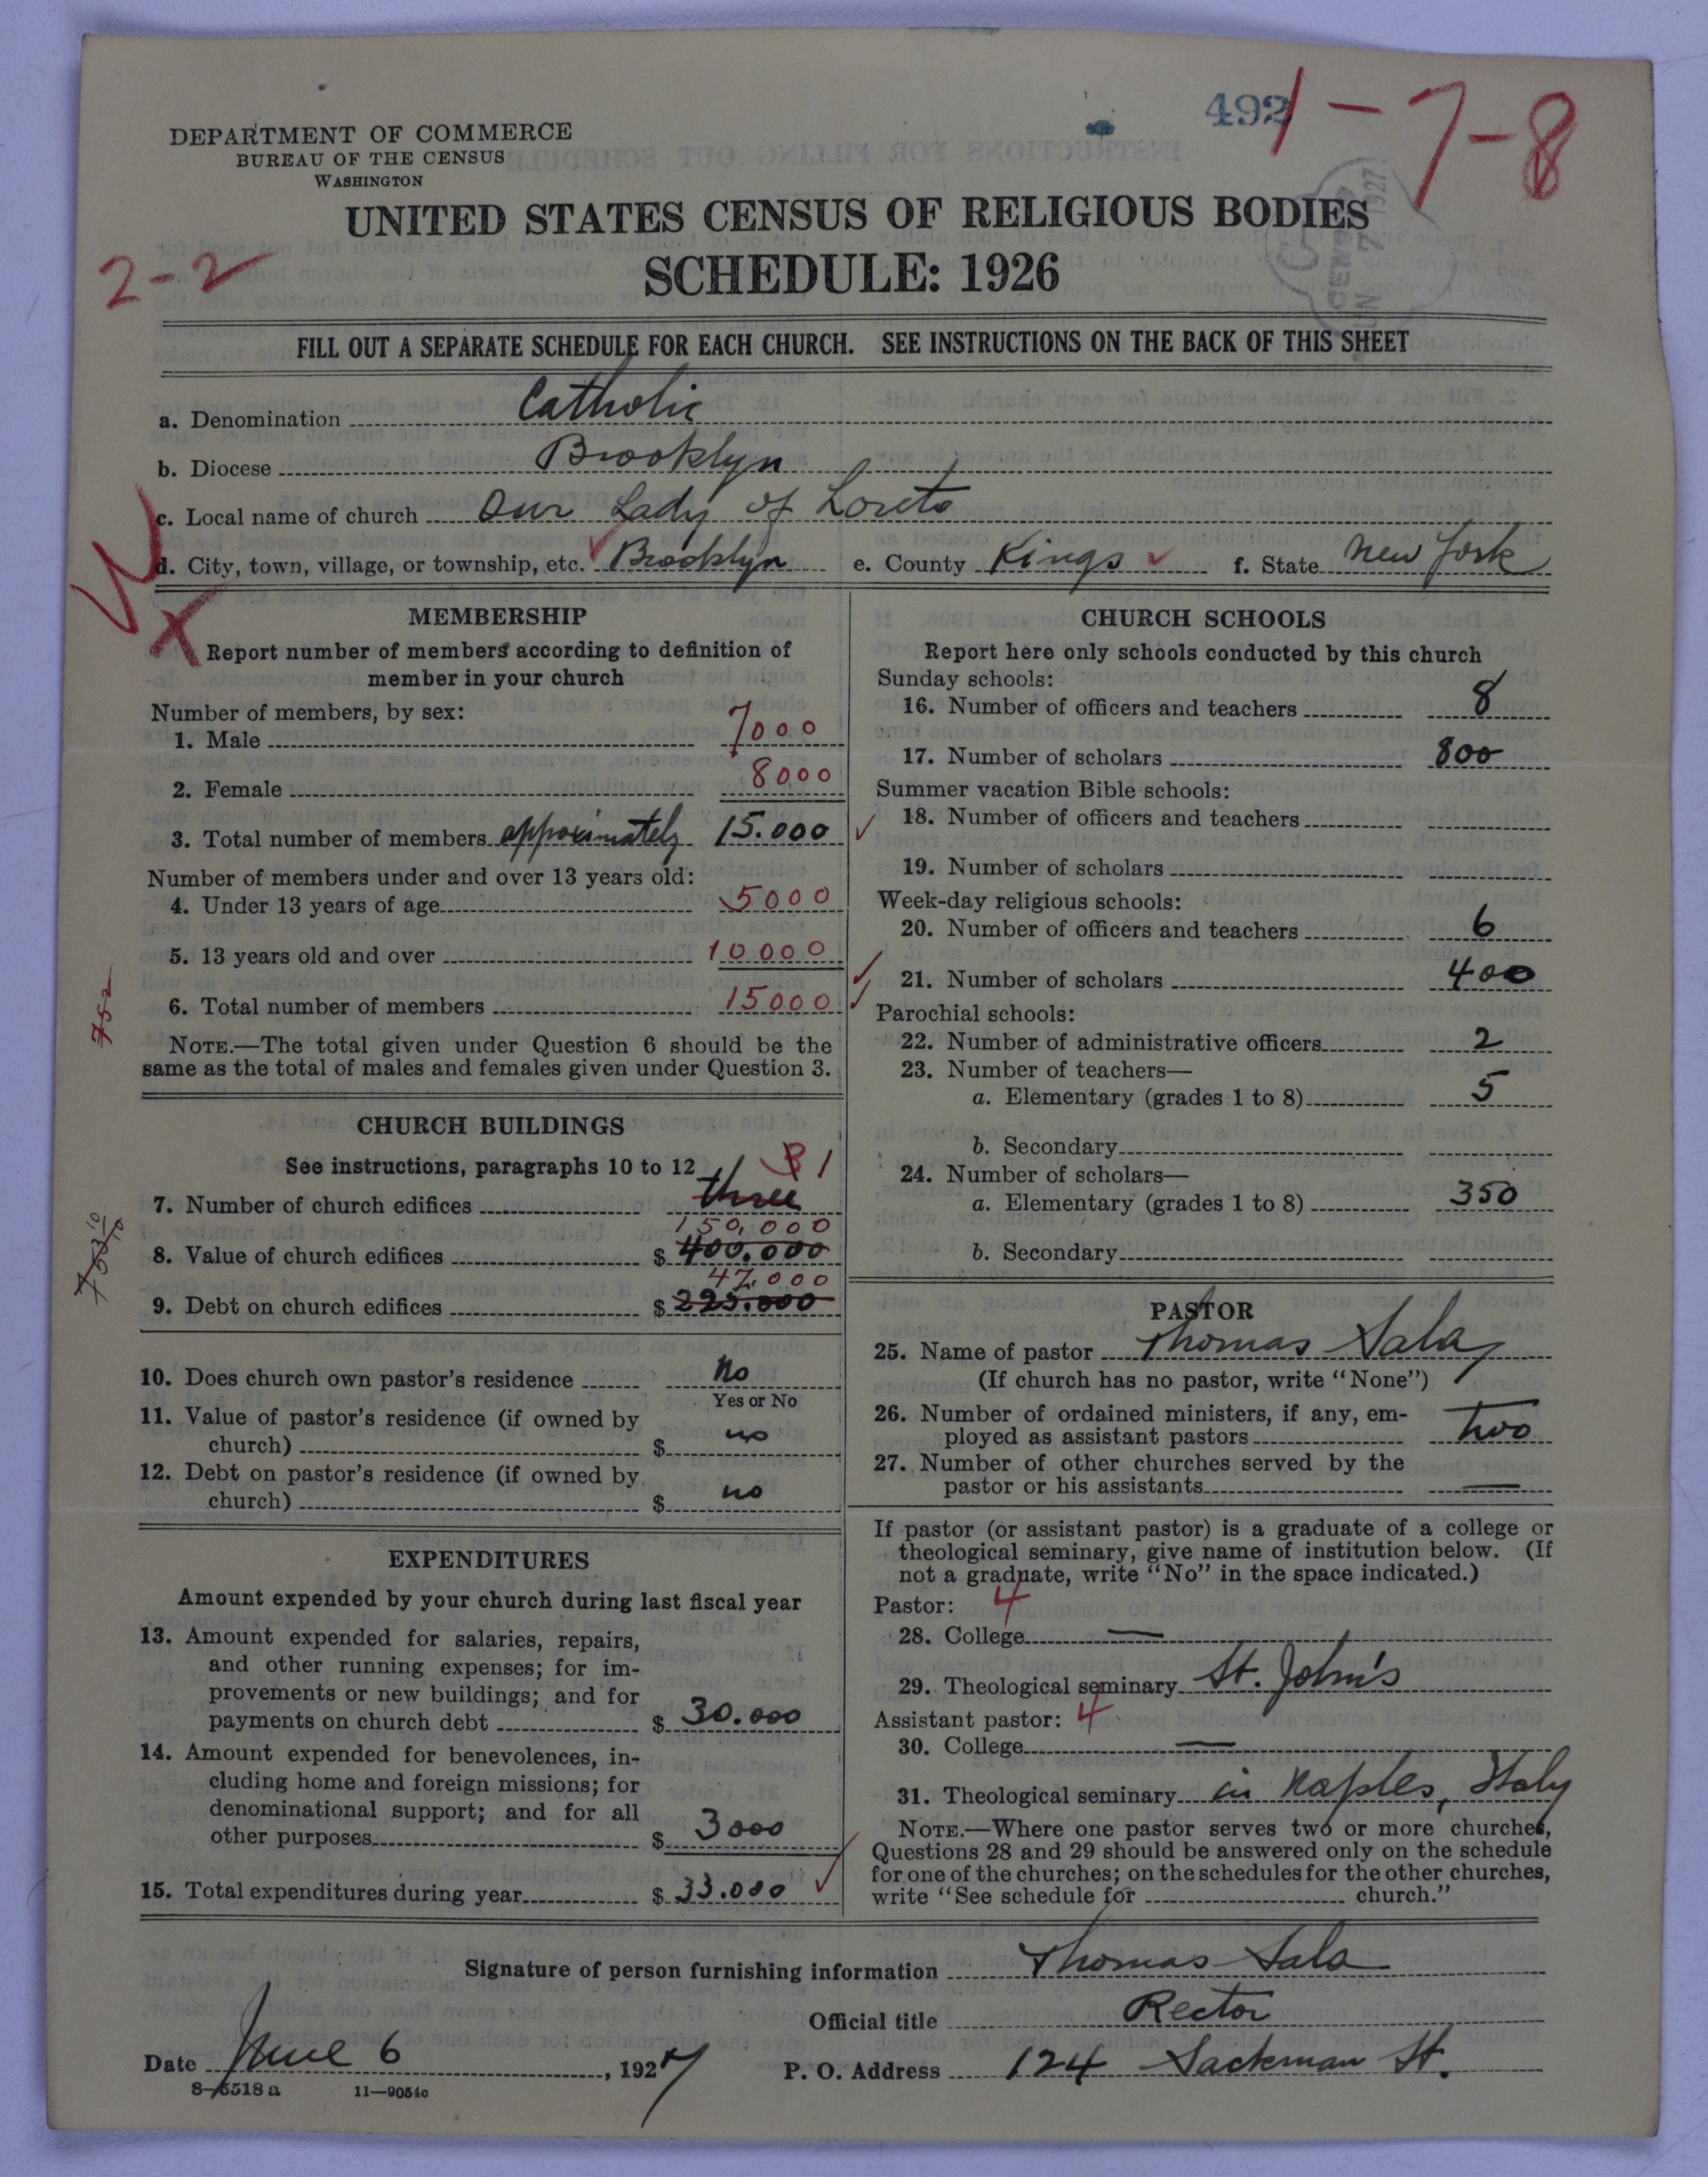 492
1-7-8
DEPARTMENT OF COMMERCE
BUREAU OF THE CENSUS
WASHINGTON
UNITED STATES CENSUS OF RELIGIOUS BODIES
SCHEDULE: 1926
2-2
FILL OUT A SEPARATE SCHEDULE FOR EACH CHURCH. SEE INSTRUCTIONS ON THE BACK OF THIS SHEET
a. Denomination Catholic
b. Diocese Brooklyn
c. Local name of church Our Lady of Loreto
d. City, town, village, or township, etc. Brooklyn e. County Kings f. State New York
MEMBERSHIP
Report number of members according to definition of
member in your church
Number of members, by sex:
1. Male 7000
2. Female 8000
3. Total number of members approximately 15.000
Number of members under and over 13 years old:
4. Under 13 years of age 5000
5. 13 years old and over 10000
6. Total number of members 15000
NOTE.—The total given under Question 6 should be the
same as the total of males and females given under Question 3.
CHURCH BUILDINGS
See instructions, paragraphs 10 to 12
3 1
7. Number of church edifices three
150,000
8. Value of church edifices $ 400.000
47,000
9. Debt on church edifices $ 225.000
10. Does church own pastor's residence No
Yes or No
11. Value of pastor's residence (if owned by
church) $ no
12. Debt on pastor's residence (if owned by
church) $ no
EXPENDITURES
Amount expended by your church during last fiscal year
13. Amount expended for salaries, repairs,
and other running expenses; for im-
provements or new buildings; and for
payments on church debt $ 30.000
14. Amount expended for benevolences, in-
cluding home and foreign missions; for
denominational support; and for all
other purposes $ 3000
15. Total expenditures during year $ 33.000
CHURCH SCHOOLS
Report here only schools conducted by this church
Sunday schools:
16. Number of officers and teachers 8
17. Number of scholars 800
Summer vacation Bible schools:
18. Number of officers and teachers
19. Number of scholars
Week-day religious schools:
20. Number of officers and teachers 6
21. Number of scholars 400
Parochial schools:
22. Number of administrative officers 2
23. Number of teachers—
a. Elementary (grades 1 to 8) 5
b. Secondary
24. Number of scholars—
a. Elementary (grades 1 to 8) 350
b. Secondary
PASTOR
25. Name of pastor Thomas Sala
(If church has no pastor, write "None")
26. Number of ordained ministers, if any, em-
ployed as assistant pastors two
27. Number of other churches served by the
pastor or his assistants —
If pastor (or assistant pastor) is a graduate of a college or
theological seminary, give name of institution below. (If
not a graduate, write "No" in the space indicated.)
Pastor: 4
28. College —
29. Theological seminary St. John's
Assistant pastor: 4
30. College —
31. Theological seminary in Naples, Italy
NOTE.—Where one pastor serves two or more churches,
Questions 28 and 29 should be answered only on the schedule
for one of the churches; on the schedules for the other churches,
write "See schedule for church."
Signature of person furnishing information Thomas Sala
Official title Rector
Date June 6, 1927 P. O. Address 124 Sackman St.
8-5518a 11-9054c